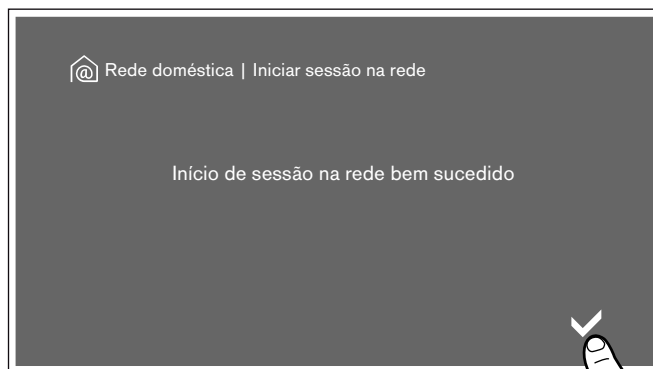 Rede doméstica | Iniciar sessão na rede
Início de sessão na rede bem sucedido